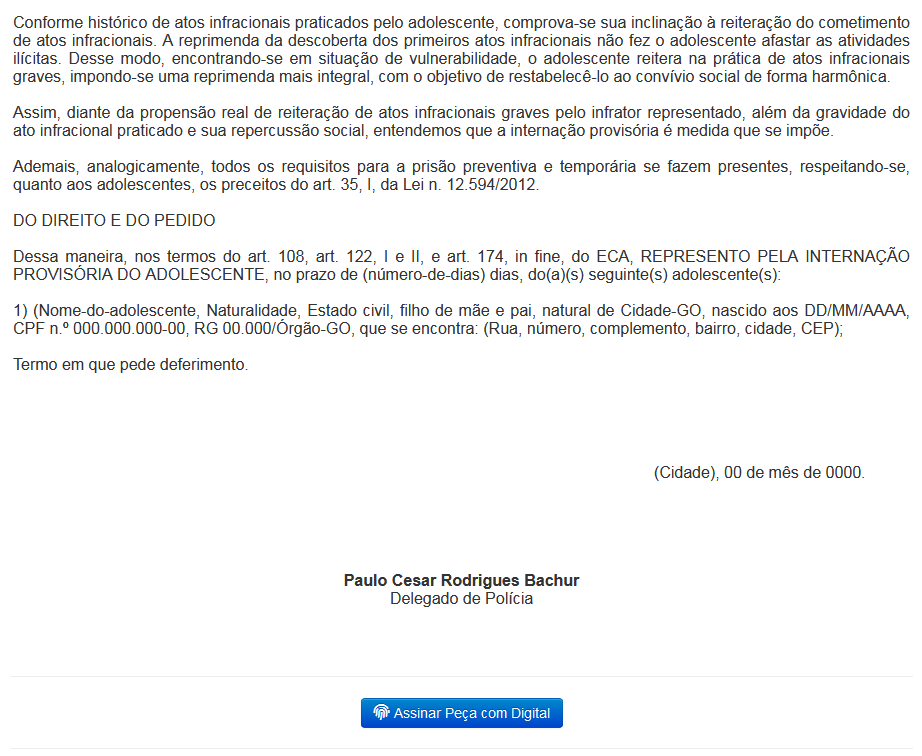 Conforme histórico de atos infracionais praticados pelo adolescente, comprova-se sua inclinação à reiteração do cometimento
de atos infracionais. A reprimenda da descoberta dos primeiros atos infracionais não fez o adolescente afastar as atividades
ilícitas. Desse modo, encontrando-se em situação de vulnerabilidade, o adolescente reitera na prática de atos infracionais
graves, impondo-se uma reprimenda mais integral, com o objetivo de restabelecê-lo ao convívio social de forma harmônica.
Assim, diante da propensão real de reiteração de atos infracionais graves pelo infrator representado, além da gravidade do
ato infracional praticado e sua repercussão social, entendemos que a internação provisória é medida que se impõe.
Ademais, analogicamente, todos os requisitos para a prisão preventiva e temporária se fazem presentes, respeitando-se,
quanto aos adolescentes, os preceitos do art. 35, I, da Lei n. 12.594/2012.
DO DIREITO E DO PEDIDO
Dessa maneira, nos termos do art. 108, art. 122, I e II, e art. 174, in fine, do ECA, REPRESENTO PELA INTERNAÇÃO
PROVISÓRIA DO ADOLESCENTE, no prazo de (número-de-dias) dias, do(a)(s) seguinte(s) adolescente(s):
1) (Nome-do-adolescente, Naturalidade, Estado civil, filho de mãe e pai, natural de Cidade-GO, nascido aos DD/MM/AAAA,
CPF n.º 000.000.000-00, RG 00.000/Órgão-GO, que se encontra: (Rua, número, complemento, bairro, cidade, CEP);
Termo em que pede deferimento.
(Cidade), 00 de mês de 0000.
Paulo Cesar Rodrigues Bachur
Delegado de Polícia
Assinar Peça com Digital